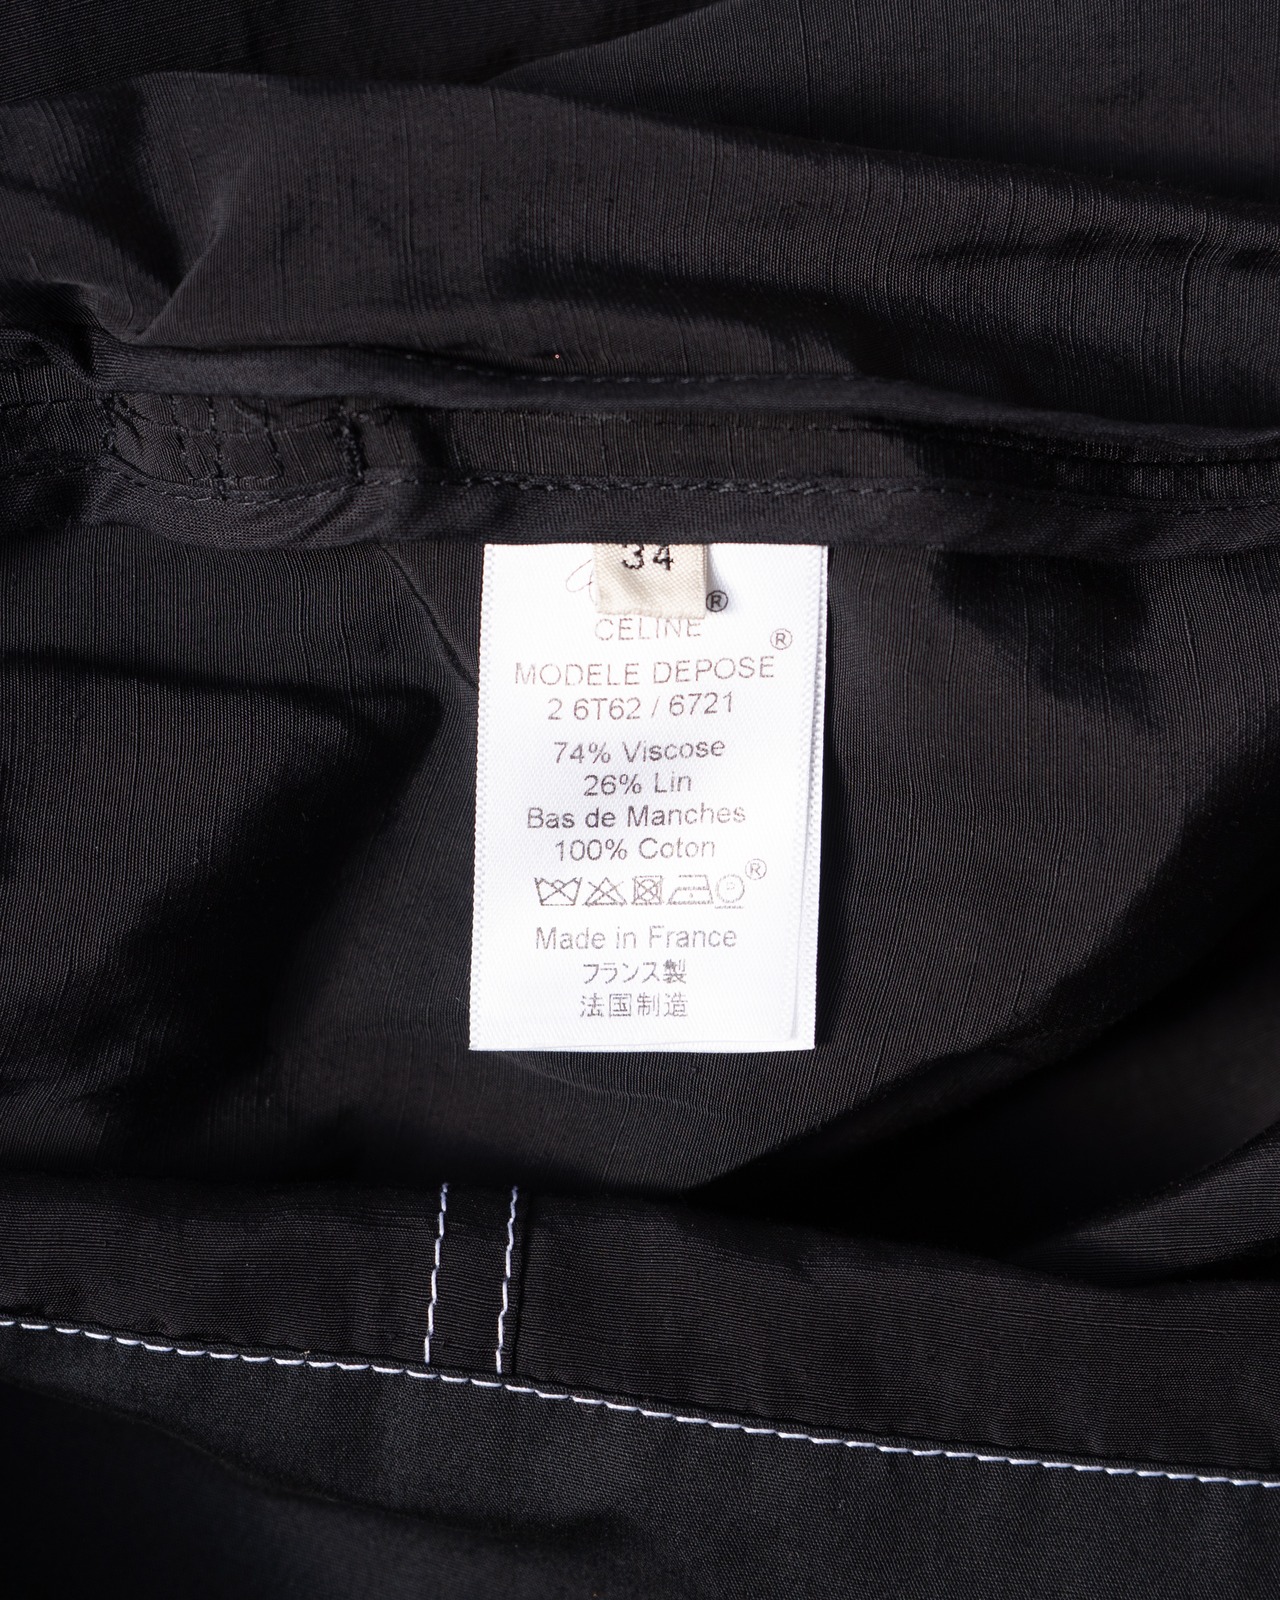 34
®
CELINE
MODELE DEPOSE ®
2 6T62 / 6721
74% Viscose
26% Lin
Bas de Manches
100% Coton
®
Made in France
フランス製
法国制造